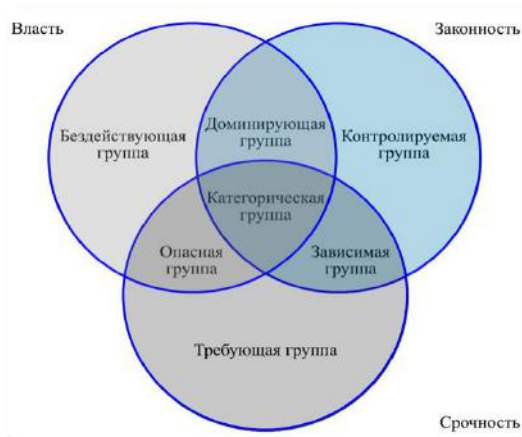 Власть
Законность
Бездействующая
группа
Доминирующая
группа
Контролируемая
группа
Категорическая
группа
Опасная
группа
Зависимая
группа
Требующая группа
Срочность